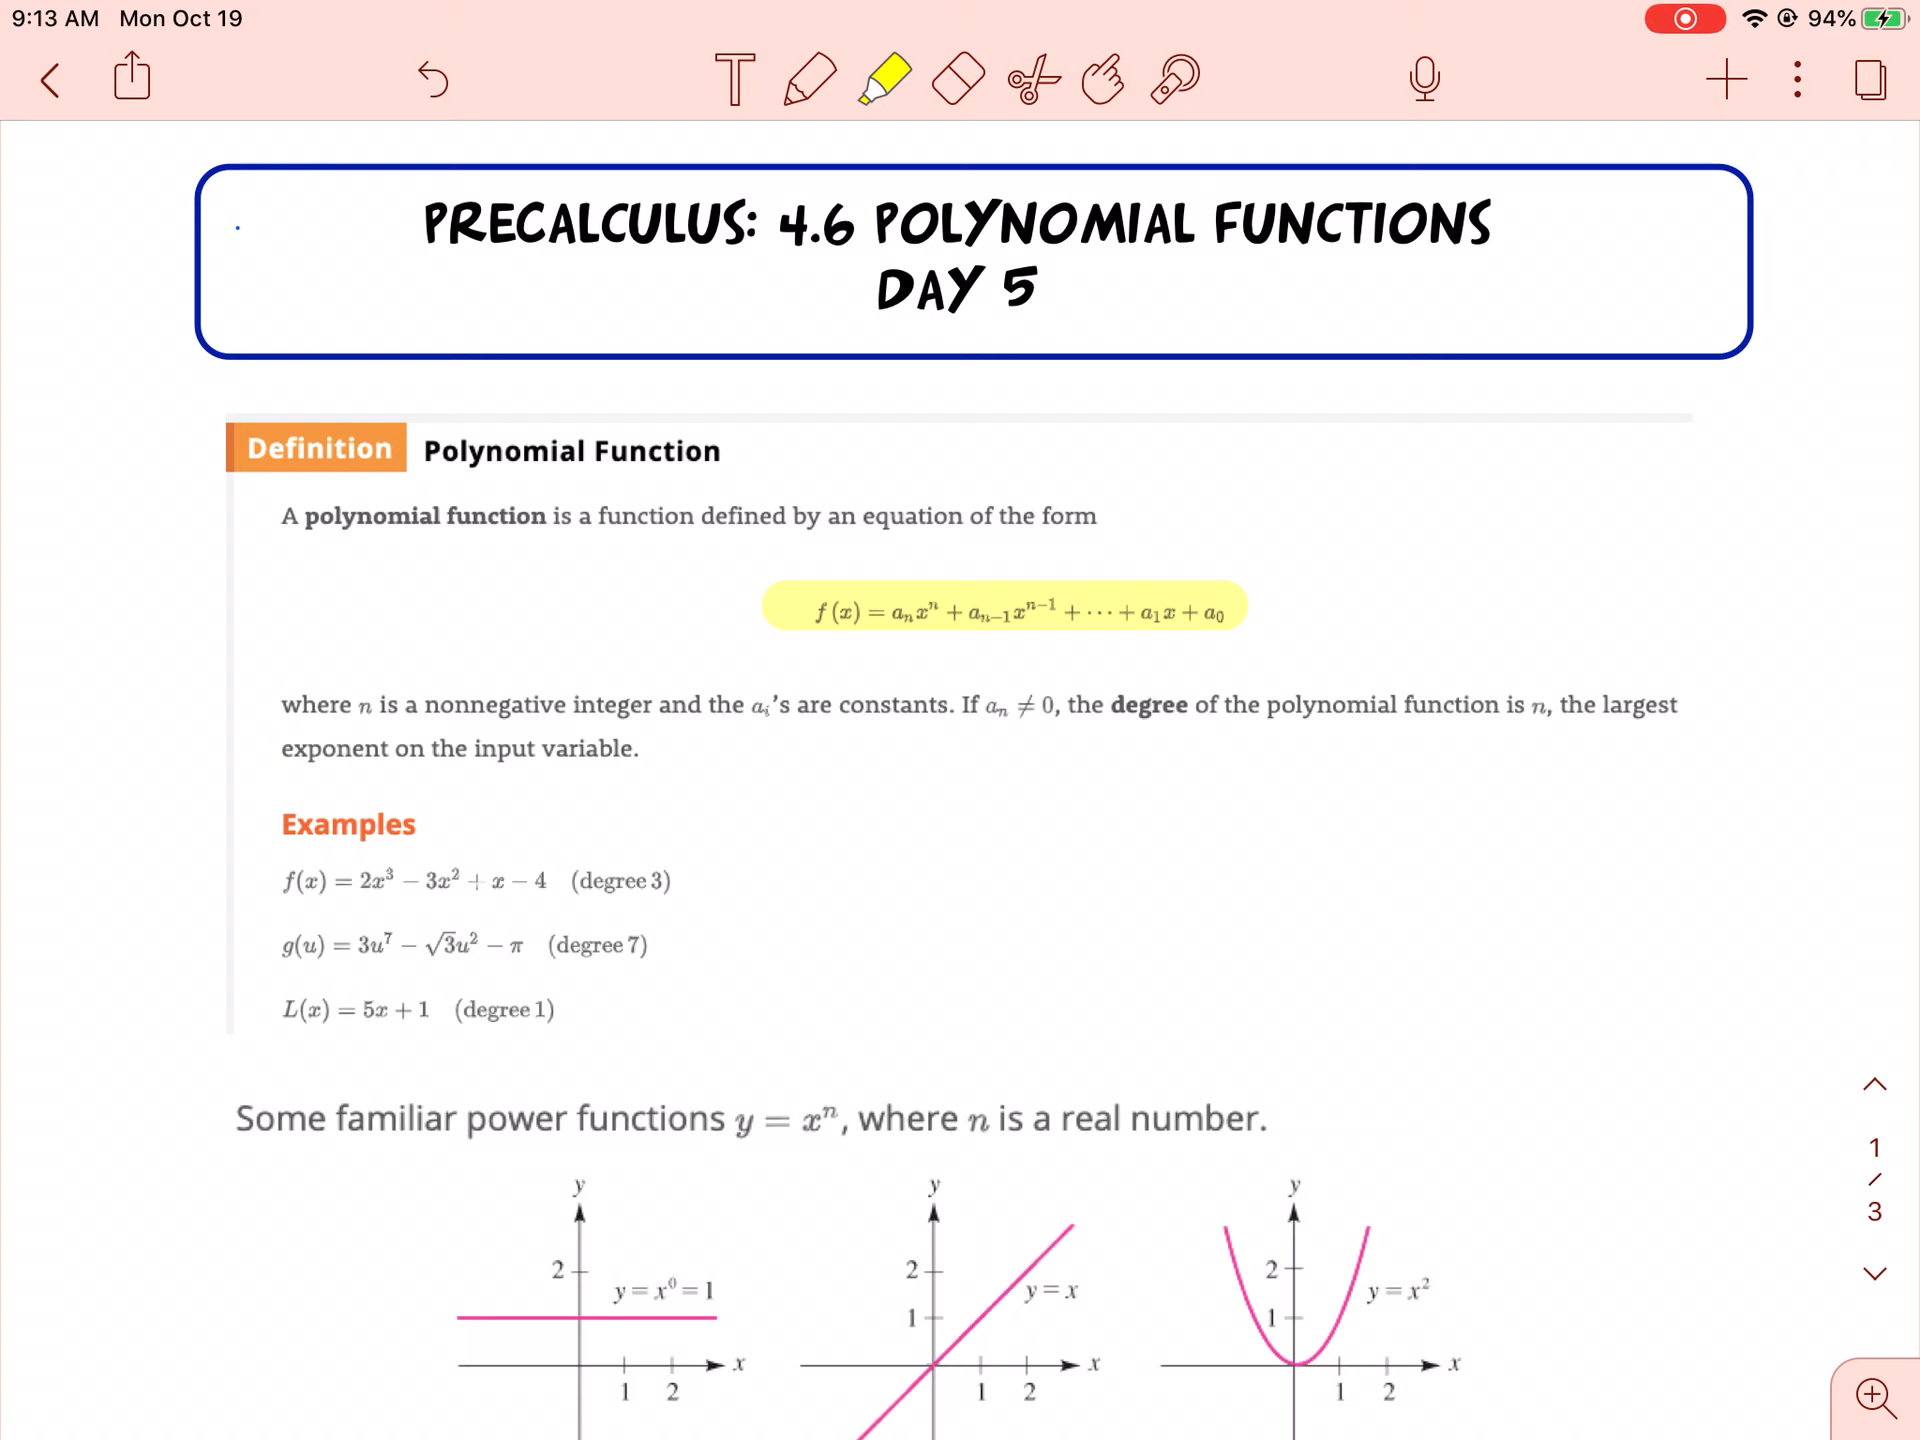 9:13 AM Mon Oct 19
94%
PRECALCULUS: 4.6 POLYNOMIAL FUNCTIONS
DAY 5
Definition Polynomial Function
A polynomial function is a function defined by an equation of the form
f (x) = aₙxⁿ + aₙ₋₁xⁿ⁻¹ + ⋯ + a₁x + a₀
where n is a nonnegative integer and the aᵢ's are constants. If aₙ ≠ 0, the degree of the polynomial function is n, the largest
exponent on the input variable.
Examples
f(x) = 2x³ − 3x² + x − 4 (degree 3)
g(u) = 3u⁷ − √3u² − π (degree 7)
L(x) = 5x + 1 (degree 1)
Some familiar power functions y = xⁿ, where n is a real number.
1
/
3
y
2
y = x⁰ = 1
x
1 2
y
2
y = x
1
x
1 2
y
2
y = x²
1
x
1 2